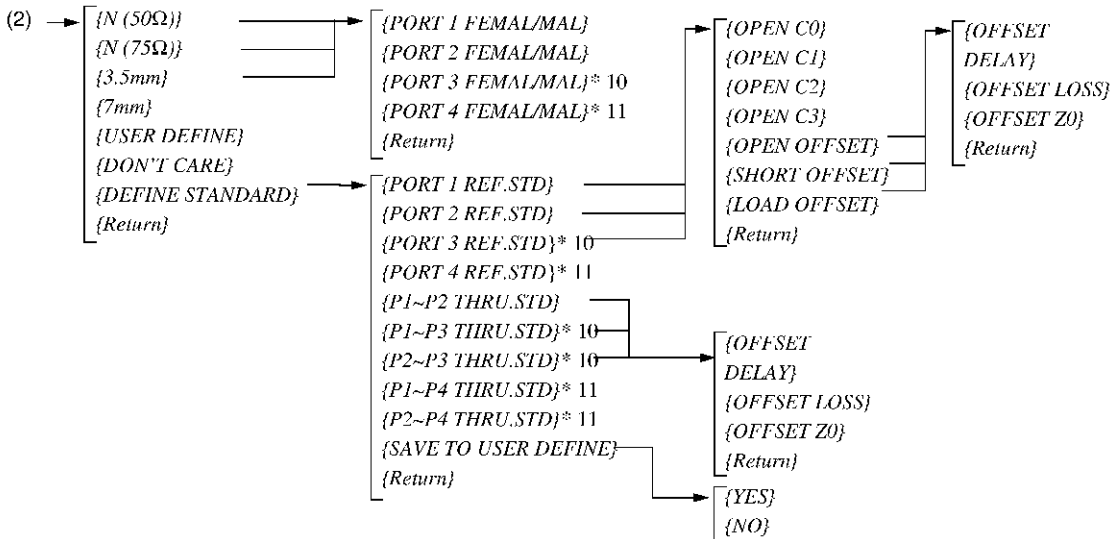 (2)
{N (50Ω)}
{N (75Ω)}
{3.5mm}
{7mm}
{USER DEFINE}
{DON'T CARE}
{DEFINE STANDARD}
{Return}
{PORT 1 FEMAL/MAL}
{PORT 2 FEMAL/MAL}
{PORT 3 FEMAL/MAL}* 10
{PORT 4 FEMAL/MAL}* 11
{Return}
{PORT 1 REF.STD}
{PORT 2 REF.STD}
{PORT 3 REF.STD}* 10
{PORT 4 REF.STD}* 11
{P1~P2 THRU.STD}
{P1~P3 THRU.STD}* 10
{P2~P3 THRU.STD}* 10
{P1~P4 THRU.STD}* 11
{P2~P4 THRU.STD}* 11
{SAVE TO USER DEFINE}
{Return}
{OPEN C0}
{OPEN C1}
{OPEN C2}
{OPEN C3}
{OPEN OFFSET}
{SHORT OFFSET}
{LOAD OFFSET}
{Return}
{OFFSET
DELAY}
{OFFSET LOSS}
{OFFSET Z0}
{Return}
{OFFSET
DELAY}
{OFFSET LOSS}
{OFFSET Z0}
{Return}
{YES}
{NO}